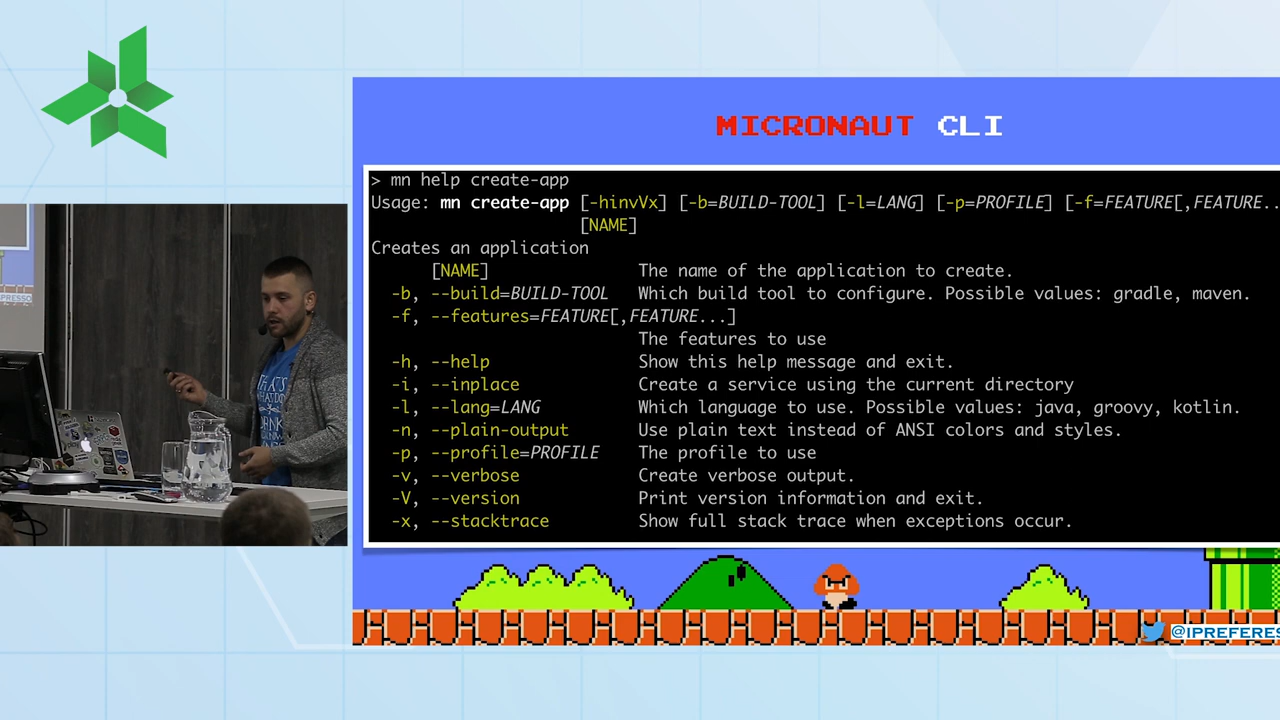 MICRONAUT CLI
> mn help create-app
Usage: mn create-app [-hinvVx] [-b=BUILD-TOOL] [-l=LANG] [-p=PROFILE] [-f=FEATURE[,FEATURE..
[NAME]
Creates an application
[NAME] The name of the application to create.
-b, --build=BUILD-TOOL Which build tool to configure. Possible values: gradle, maven.
-f, --features=FEATURE[,FEATURE...]
The features to use
-h, --help Show this help message and exit.
-i, --inplace Create a service using the current directory
-l, --lang=LANG Which language to use. Possible values: java, groovy, kotlin.
-n, --plain-output Use plain text instead of ANSI colors and styles.
-p, --profile=PROFILE The profile to use
-v, --verbose Create verbose output.
-V, --version Print version information and exit.
-x, --stacktrace Show full stack trace when exceptions occur.
@IPREFERES
THAT'S
WHAT I DO